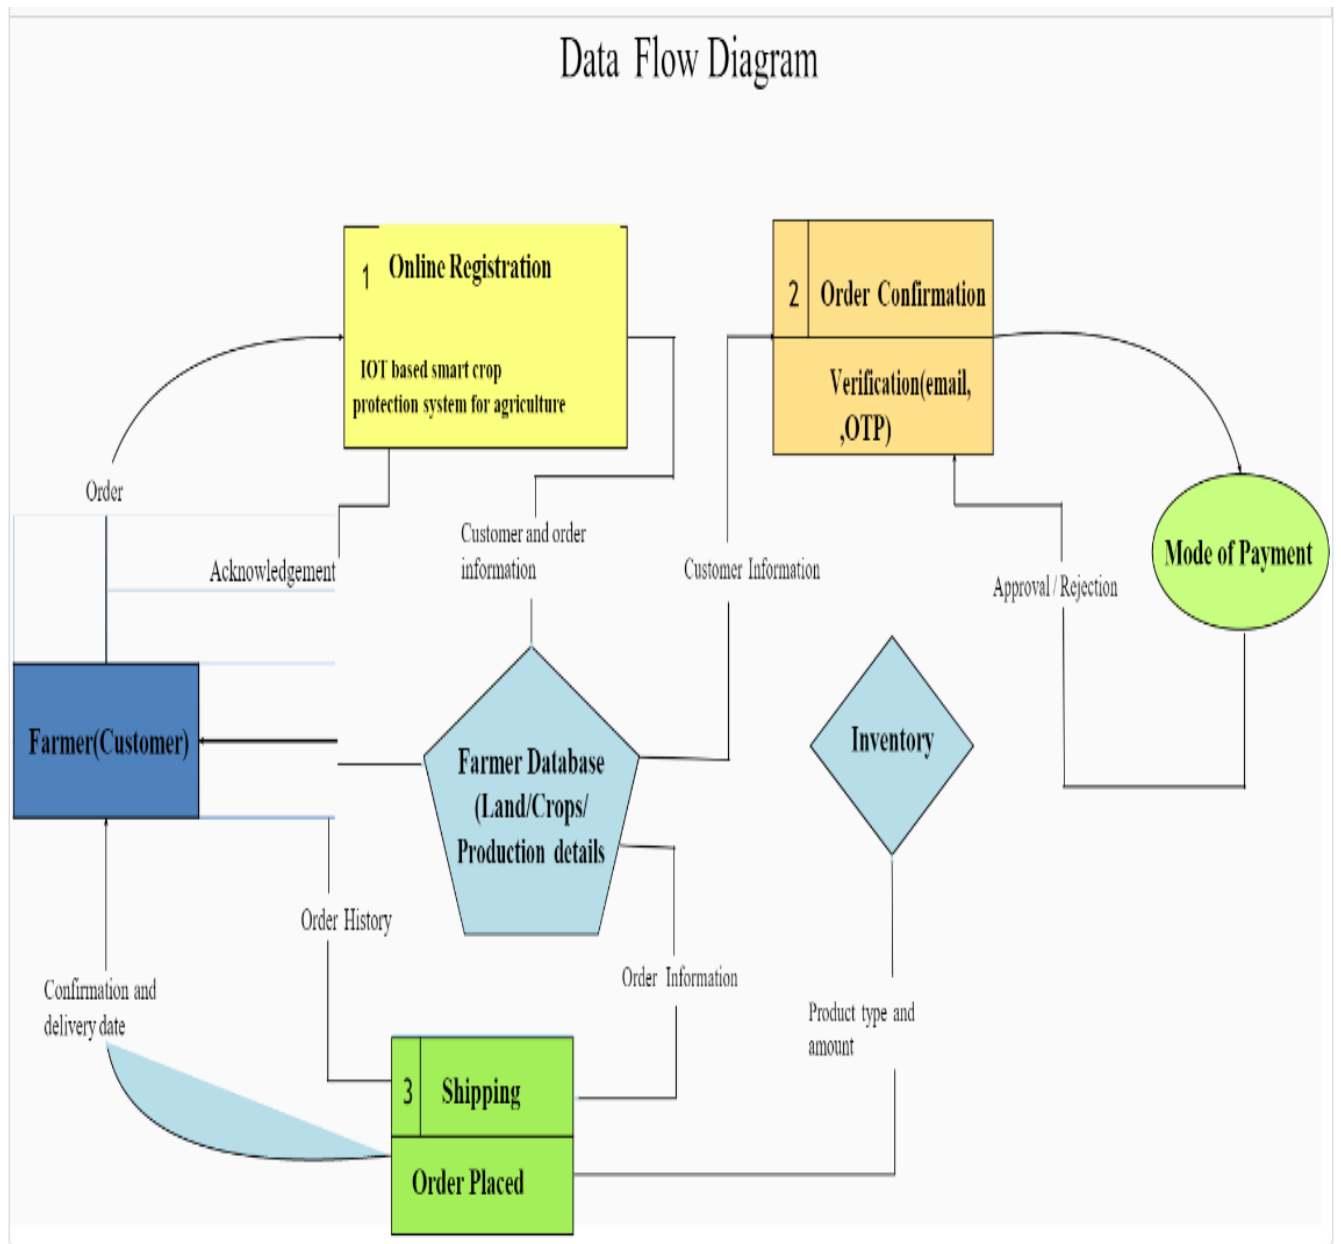 Data Flow Diagram
1
Online Registration
IOT based smart crop
protection system for agriculture
2
Order Confirmation
Verification(email,
,OTP)
Order
Acknowledgement
Customer and order
information
Customer Information
Approval / Rejection
Mode of Payment
Farmer(Customer)
Farmer Database
(Land/Crops/
Production details
Inventory
Order History
Order Information
Confirmation and
delivery date
Product type and
amount
3
Shipping
Order Placed